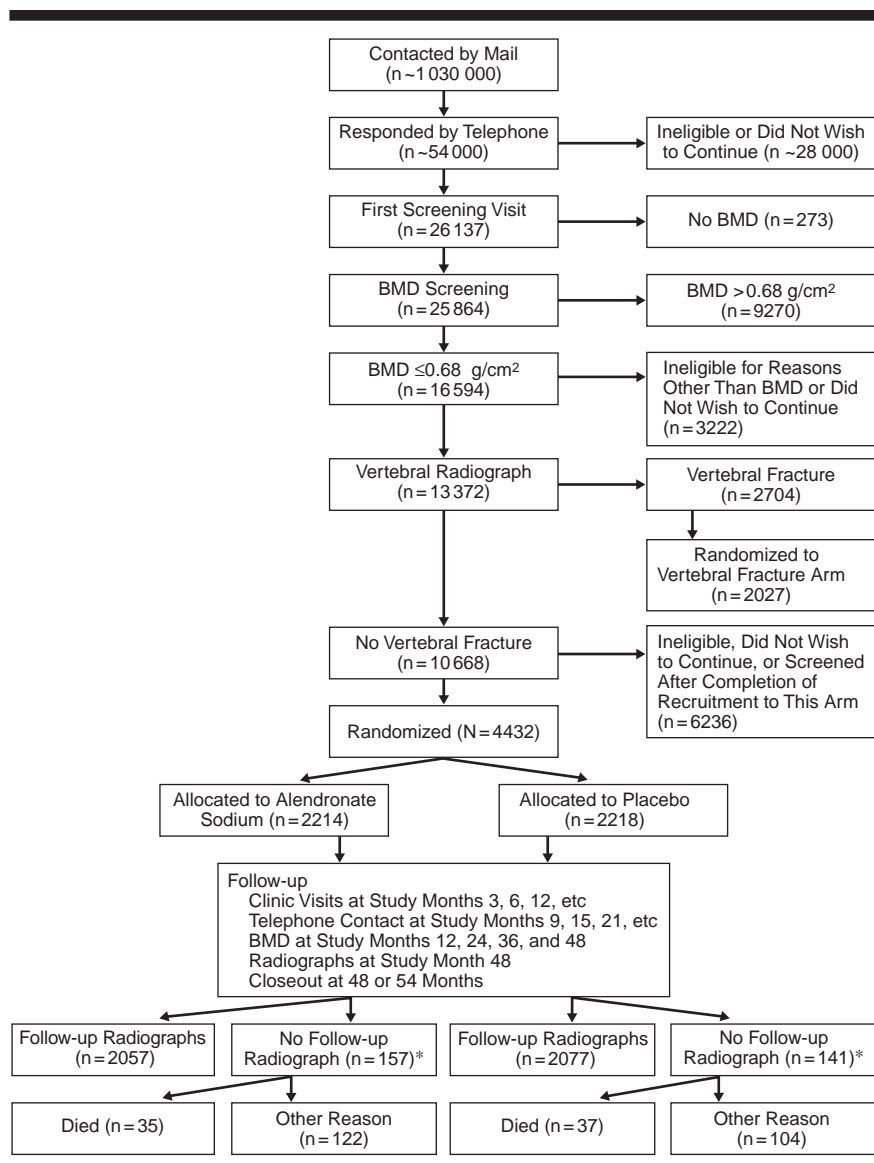 Contacted by Mail
(n ~1 030 000)
Responded by Telephone
(n ~54 000)
Ineligible or Did Not Wish
to Continue (n ~28 000)
First Screening Visit
(n = 26 137)
No BMD (n = 273)
BMD Screening
(n = 25 864)
BMD > 0.68 g/cm²
(n = 9270)
BMD ≤0.68 g/cm²
(n = 16 594)
Ineligible for Reasons
Other Than BMD or Did
Not Wish to Continue
(n = 3222)
Vertebral Radiograph
(n = 13 372)
Vertebral Fracture
(n = 2704)
Randomized to
Vertebral Fracture Arm
(n = 2027)
No Vertebral Fracture
(n = 10 668)
Ineligible, Did Not Wish
to Continue, or Screened
After Completion of
Recruitment to This Arm
(n = 6236)
Randomized (N = 4432)
Allocated to Alendronate
Sodium (n = 2214)
Allocated to Placebo
(n = 2218)
Follow-up
Clinic Visits at Study Months 3, 6, 12, etc
Telephone Contact at Study Months 9, 15, 21, etc
BMD at Study Months 12, 24, 36, and 48
Radiographs at Study Month 48
Closeout at 48 or 54 Months
Follow-up Radiographs
(n = 2057)
No Follow-up
Radiograph (n = 157)*
Follow-up Radiographs
(n = 2077)
No Follow-up
Radiograph (n = 141)*
Died (n = 35)
Other Reason
(n = 122)
Died (n = 37)
Other Reason
(n = 104)